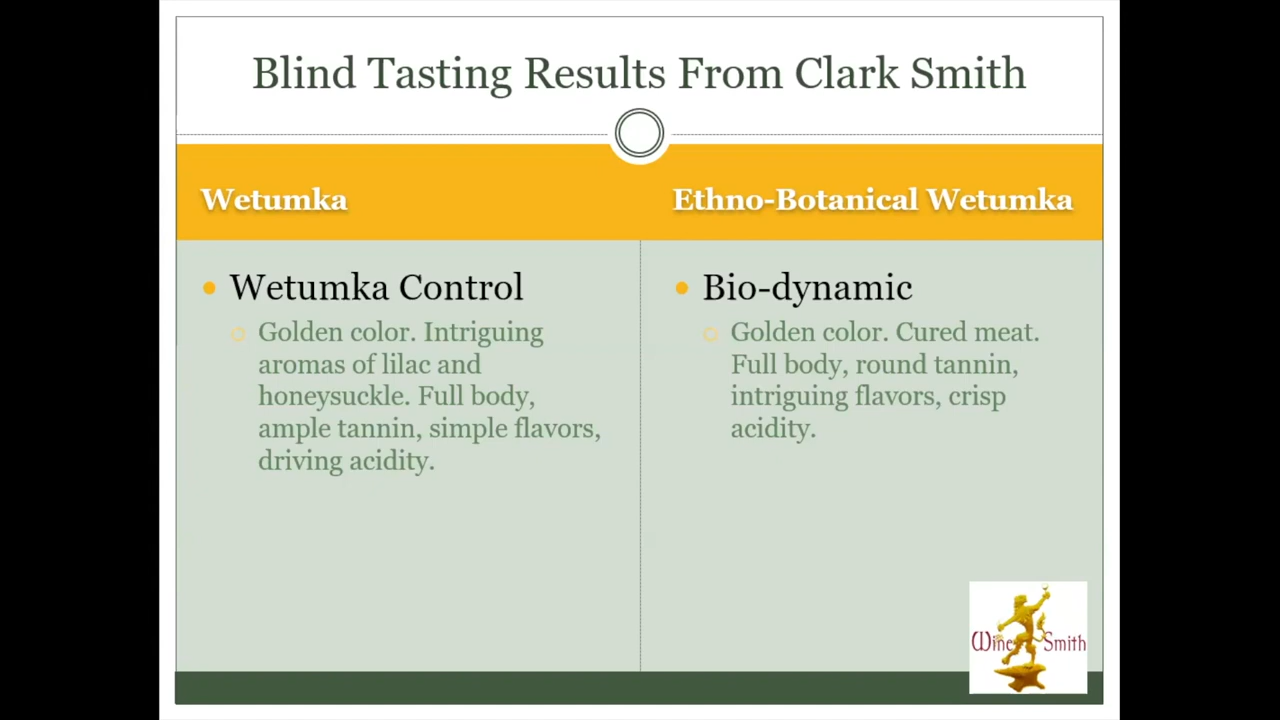 Blind Tasting Results From Clark Smith
Wetumka
Wetumka Control
Golden color. Intriguing
aromas of lilac and
honeysuckle. Full body,
ample tannin, simple flavors,
driving acidity.
Ethno-Botanical Wetumka
Bio-dynamic
Golden color. Cured meat.
Full body, round tannin,
intriguing flavors, crisp
acidity.
Wine Smith